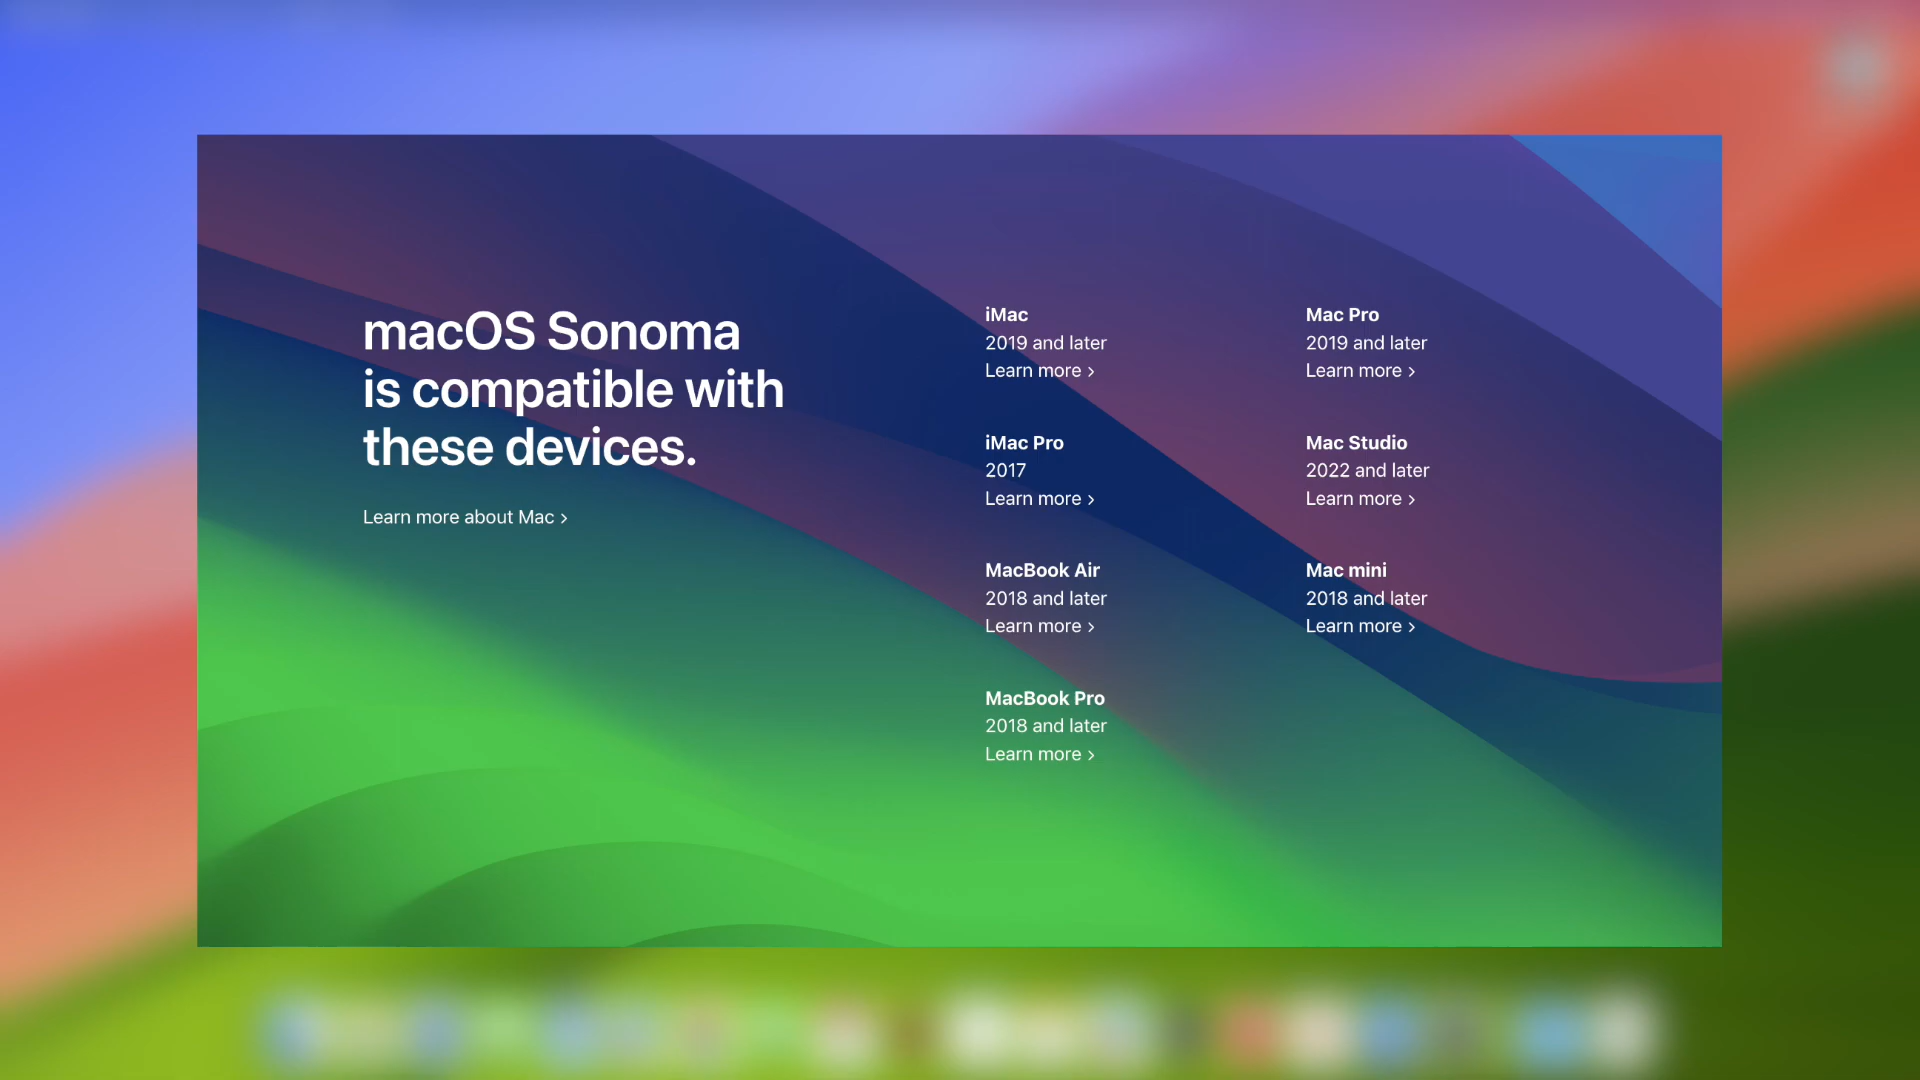 macOS Sonoma
is compatible with
these devices.
Learn more about Mac >
iMac
2019 and later
Learn more >
iMac Pro
2017
Learn more >
MacBook Air
2018 and later
Learn more >
MacBook Pro
2018 and later
Learn more >
Mac Pro
2019 and later
Learn more >
Mac Studio
2022 and later
Learn more >
Mac mini
2018 and later
Learn more >